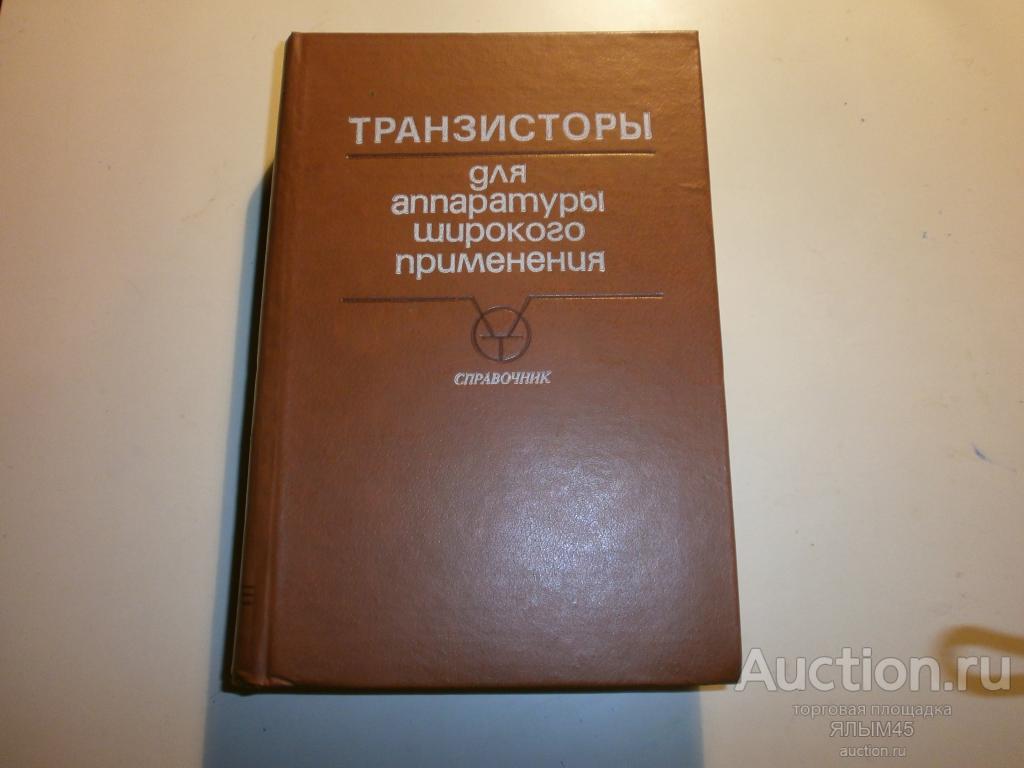 ТРАНЗИСТОРЫ
для
аппаратуры
широкого
применения
СПРАВОЧНИК
Auction.ru
торговая площадка
ЯЛЫМ45
auction.ru